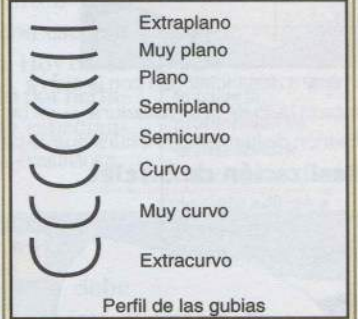 Extraplano
Muy plano
Plano
Semiplano
Semicurvo
Curvo
Muy curvo
Extracurvo
Perfil de las gubias